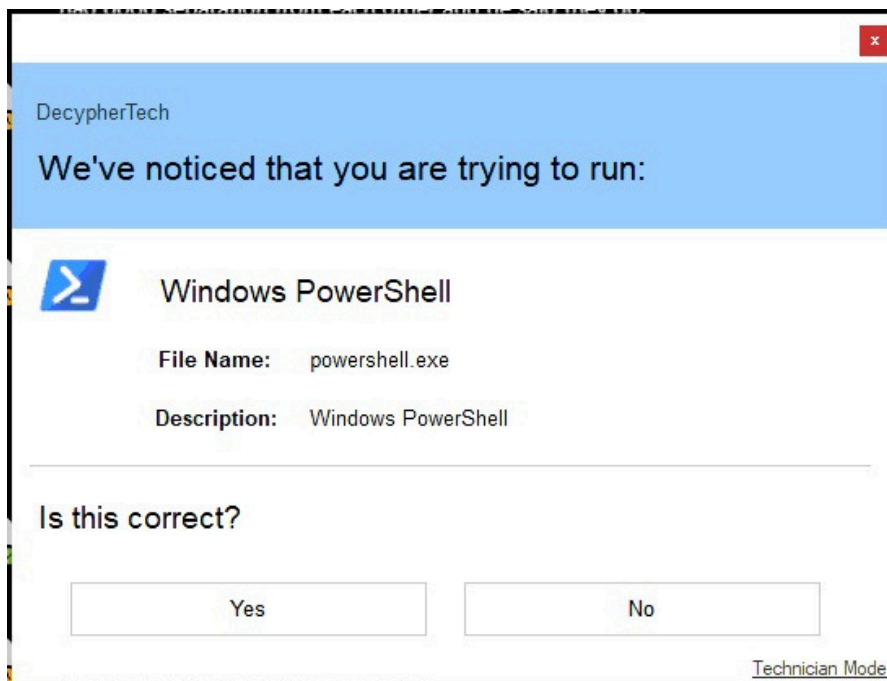 x
DecypherTech
We've noticed that you are trying to run:
Windows PowerShell
File Name: powershell.exe
Description: Windows PowerShell
Is this correct?
Yes No
Technician Mode